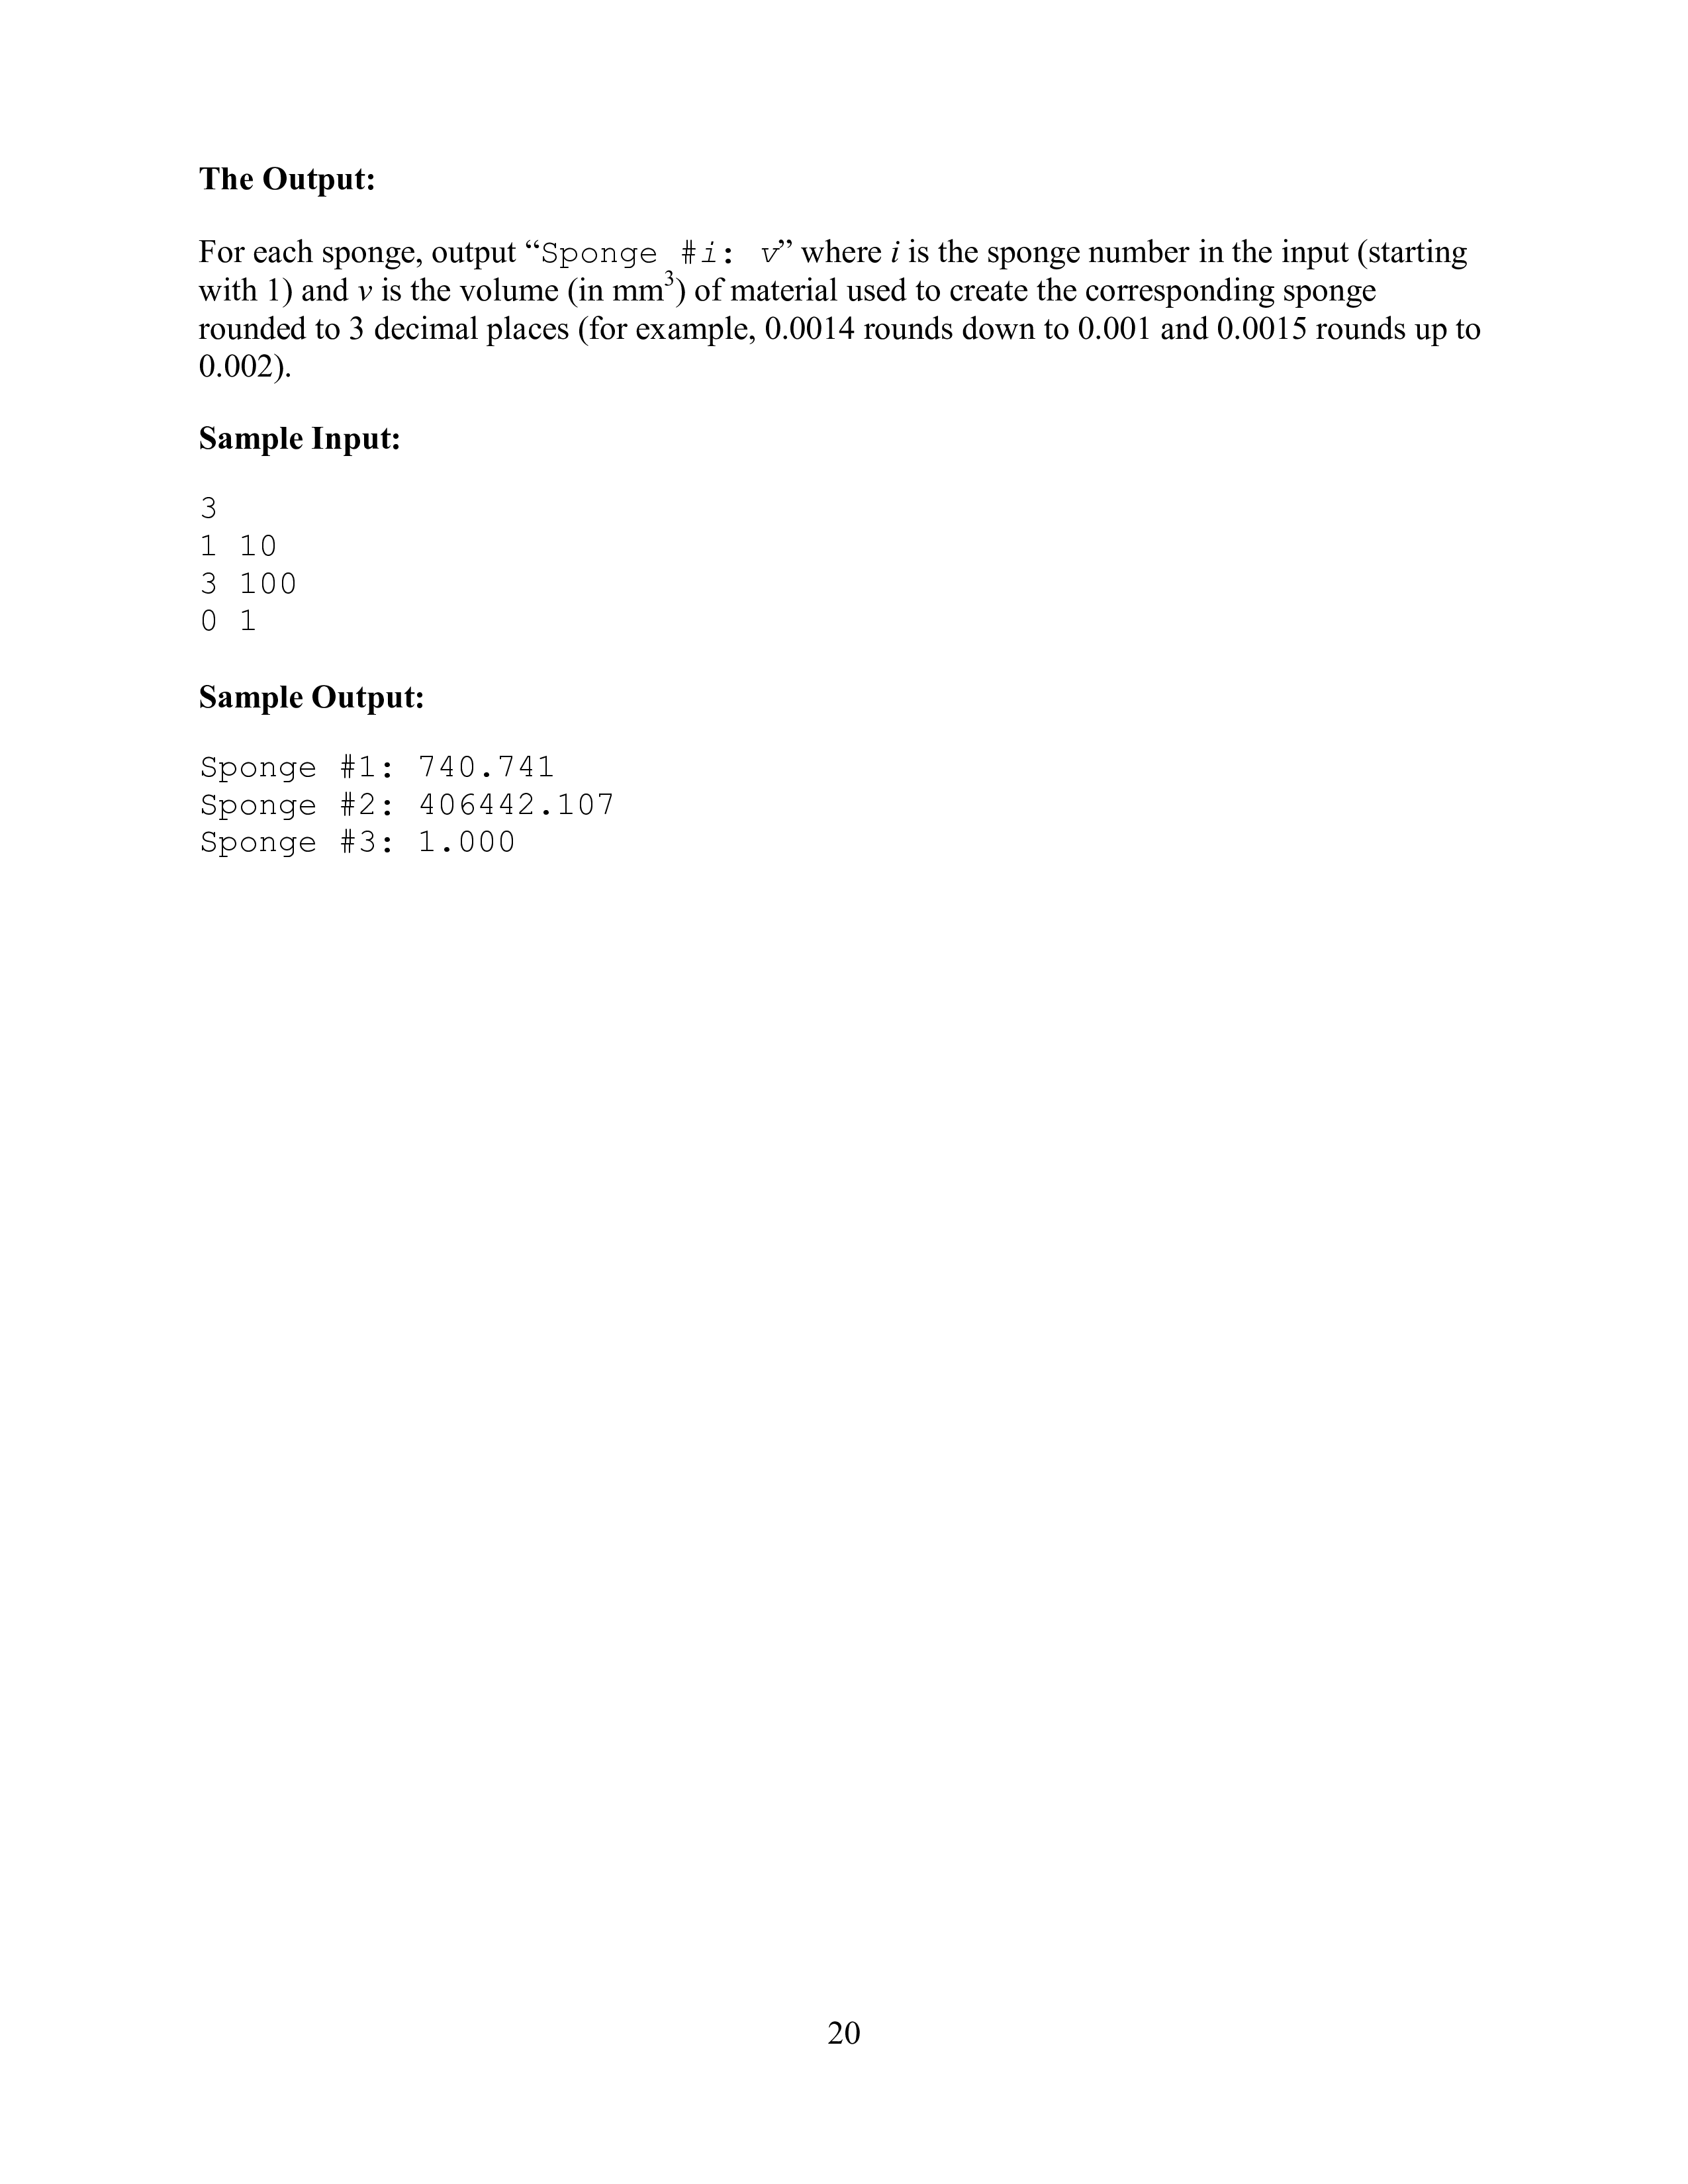 The Output:
For each sponge, output “Sponge #i: v” where i is the sponge number in the input (starting
with 1) and v is the volume (in mm³) of material used to create the corresponding sponge
rounded to 3 decimal places (for example, 0.0014 rounds down to 0.001 and 0.0015 rounds up to
0.002).
Sample Input:
3
1 10
3 100
0 1
Sample Output:
Sponge #1: 740.741
Sponge #2: 406442.107
Sponge #3: 1.000
20